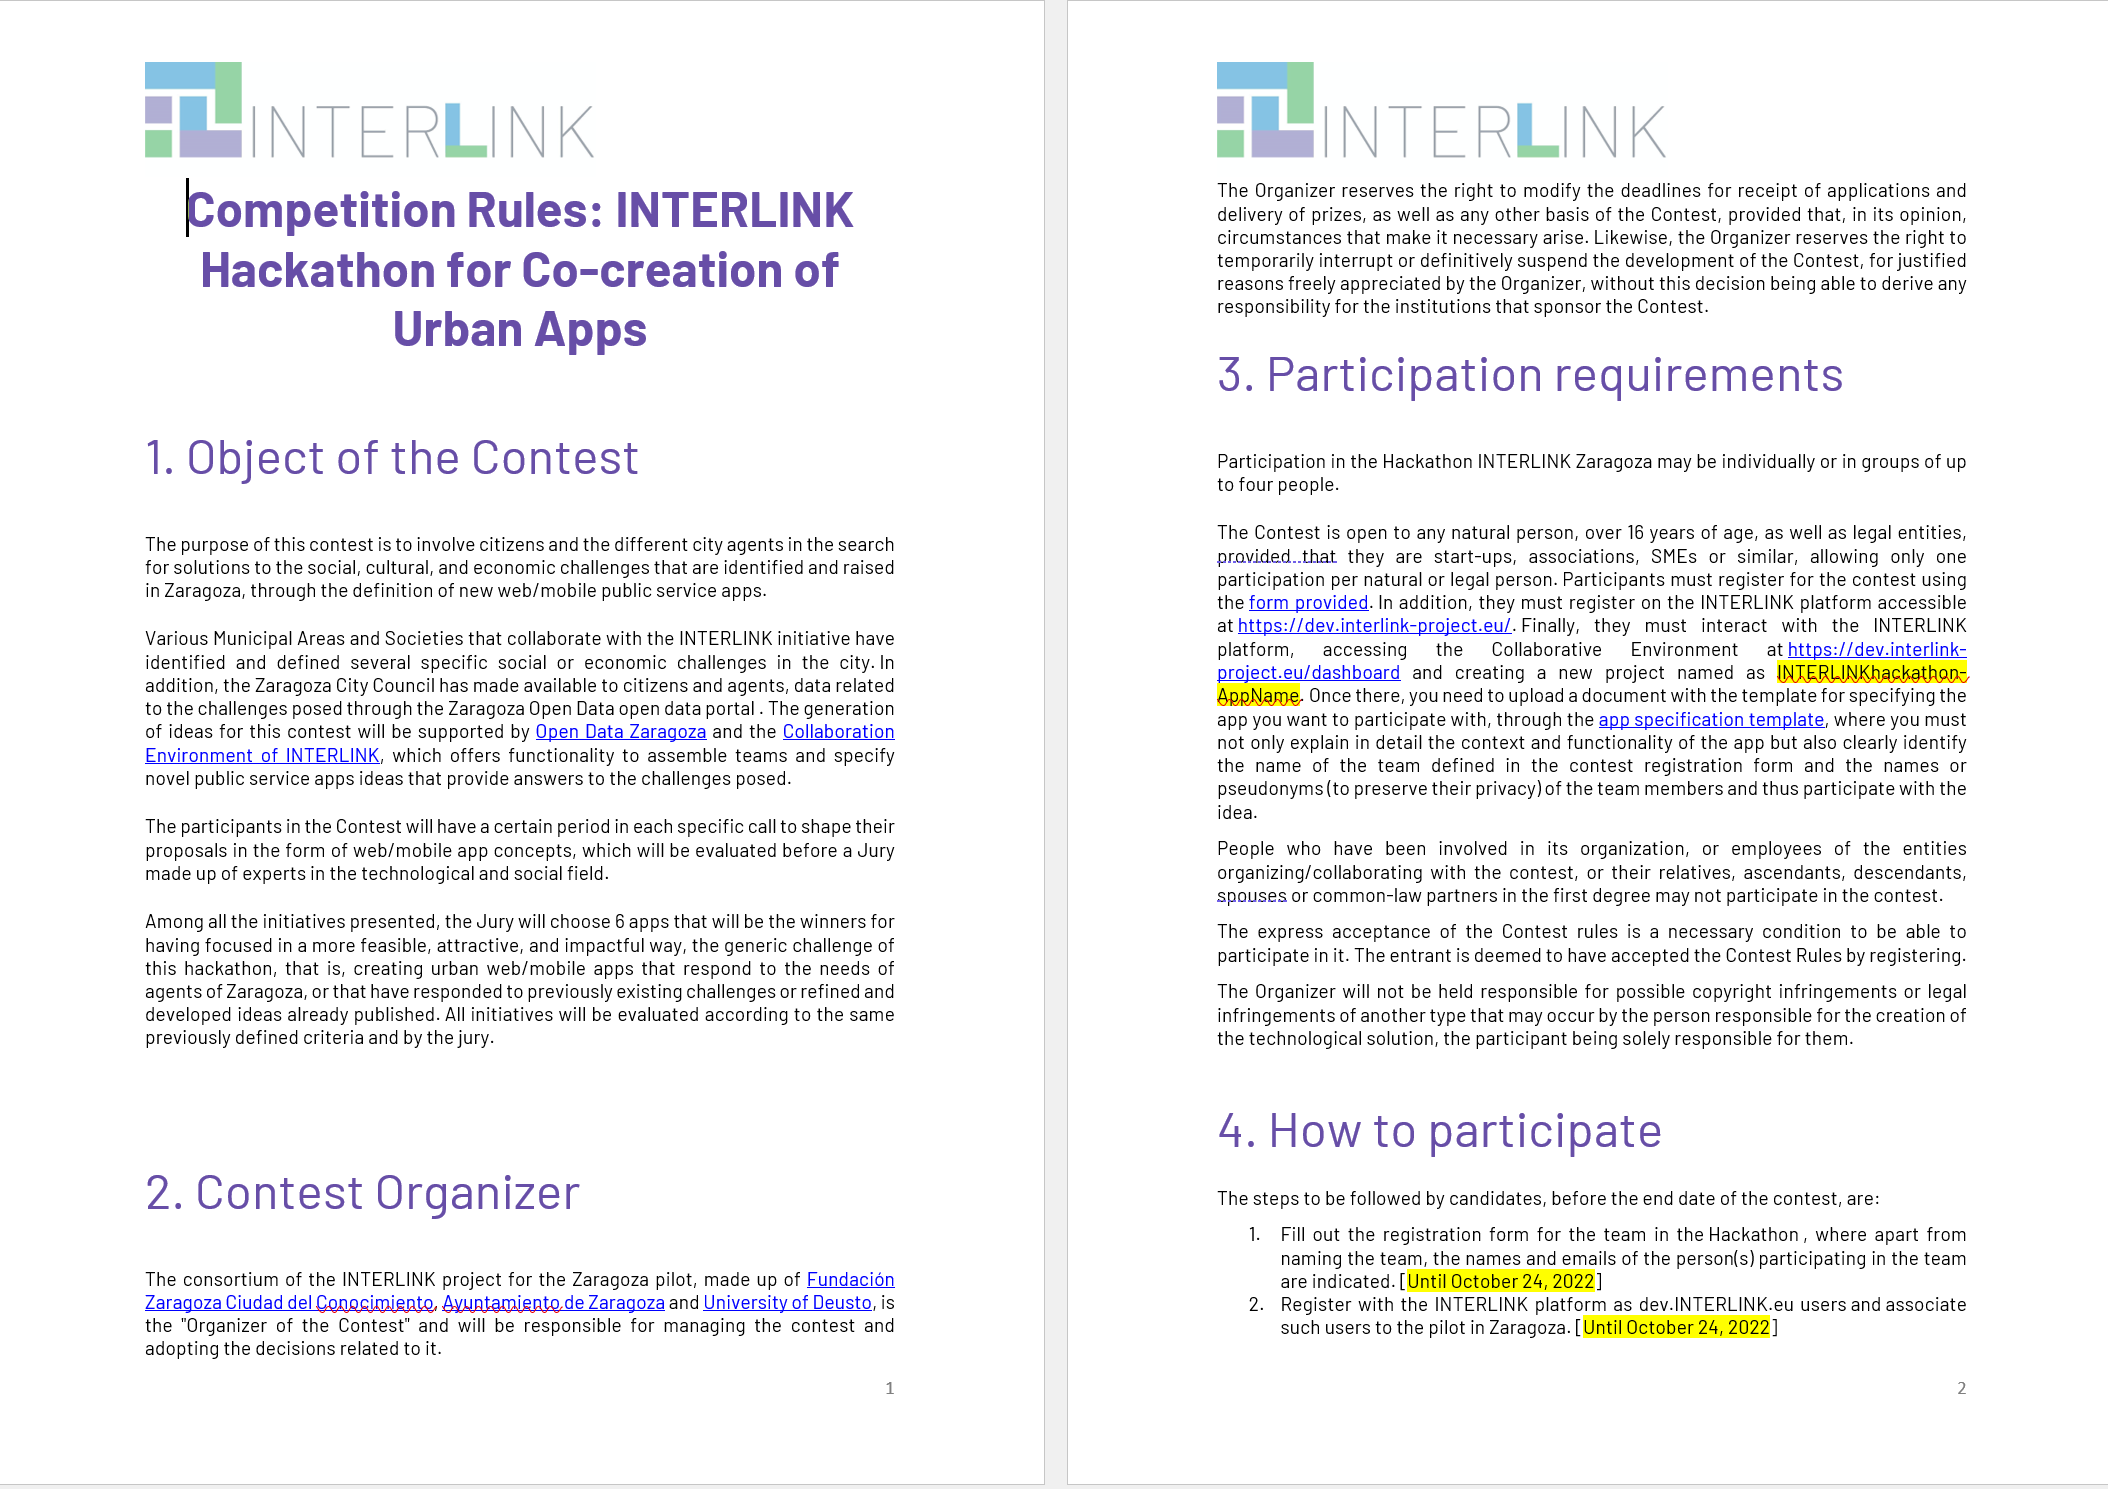 INTERLINK
Competition Rules: INTERLINK
Hackathon for Co-creation of
Urban Apps
1. Object of the Contest
The purpose of this contest is to involve citizens and the different city agents in the search
for solutions to the social, cultural, and economic challenges that are identified and raised
in Zaragoza, through the definition of new web/mobile public service apps.
Various Municipal Areas and Societies that collaborate with the INTERLINK initiative have
identified and defined several specific social or economic challenges in the city. In
addition, the Zaragoza City Council has made available to citizens and agents, data related
to the challenges posed through the Zaragoza Open Data open data portal . The generation
of ideas for this contest will be supported by Open Data Zaragoza and the Collaboration
Environment of INTERLINK, which offers functionality to assemble teams and specify
novel public service apps ideas that provide answers to the challenges posed.
The participants in the Contest will have a certain period in each specific call to shape their
proposals in the form of web/mobile app concepts, which will be evaluated before a Jury
made up of experts in the technological and social field.
Among all the initiatives presented, the Jury will choose 6 apps that will be the winners for
having focused in a more feasible, attractive, and impactful way, the generic challenge of
this hackathon, that is, creating urban web/mobile apps that respond to the needs of
agents of Zaragoza, or that have responded to previously existing challenges or refined and
developed ideas already published. All initiatives will be evaluated according to the same
previously defined criteria and by the jury.
2. Contest Organizer
The consortium of the INTERLINK project for the Zaragoza pilot, made up of Fundación
Zaragoza Ciudad del Conocimiento, Ayuntamiento de Zaragoza and University of Deusto, is
the "Organizer of the Contest" and will be responsible for managing the contest and
adopting the decisions related to it.
1
INTERLINK
The Organizer reserves the right to modify the deadlines for receipt of applications and
delivery of prizes, as well as any other basis of the Contest, provided that, in its opinion,
circumstances that make it necessary arise. Likewise, the Organizer reserves the right to
temporarily interrupt or definitively suspend the development of the Contest, for justified
reasons freely appreciated by the Organizer, without this decision being able to derive any
responsibility for the institutions that sponsor the Contest.
3. Participation requirements
Participation in the Hackathon INTERLINK Zaragoza may be individually or in groups of up
to four people.
The Contest is open to any natural person, over 16 years of age, as well as legal entities,
provided that they are start-ups, associations, SMEs or similar, allowing only one
participation per natural or legal person. Participants must register for the contest using
the form provided. In addition, they must register on the INTERLINK platform accessible
at https://dev.interlink-project.eu/. Finally, they must interact with the INTERLINK
platform, accessing the Collaborative Environment at https://dev.interlink-
project.eu/dashboard and creating a new project named as INTERLINKhackathon-
AppName. Once there, you need to upload a document with the template for specifying the
app you want to participate with, through the app specification template, where you must
not only explain in detail the context and functionality of the app but also clearly identify
the name of the team defined in the contest registration form and the names or
pseudonyms (to preserve their privacy) of the team members and thus participate with the
idea.
People who have been involved in its organization, or employees of the entities
organizing/collaborating with the contest, or their relatives, ascendants, descendants,
spouses or common-law partners in the first degree may not participate in the contest.
The express acceptance of the Contest rules is a necessary condition to be able to
participate in it. The entrant is deemed to have accepted the Contest Rules by registering.
The Organizer will not be held responsible for possible copyright infringements or legal
infringements of another type that may occur by the person responsible for the creation of
the technological solution, the participant being solely responsible for them.
4. How to participate
The steps to be followed by candidates, before the end date of the contest, are:
1. Fill out the registration form for the team in the Hackathon , where apart from
naming the team, the names and emails of the person(s) participating in the team
are indicated. [Until October 24, 2022]
2. Register with the INTERLINK platform as dev.INTERLINK.eu users and associate
such users to the pilot in Zaragoza. [Until October 24, 2022]
2